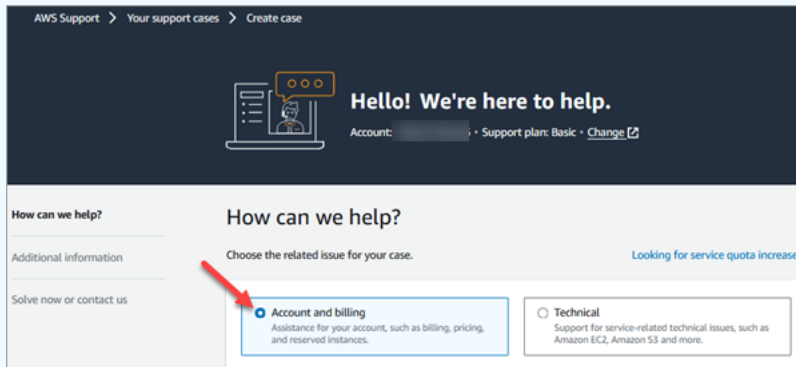 AWS Support > Your support cases > Create case
Hello! We're here to help.
Account: • Support plan: Basic • Change
How can we help?
Additional information
Solve now or contact us
How can we help?
Choose the related issue for your case.
Looking for service quota increase
Account and billing
Assistance for your account, such as billing, pricing,
and reserved instances.
Technical
Support for service-related technical issues, such as
Amazon EC2, Amazon S3 and more.